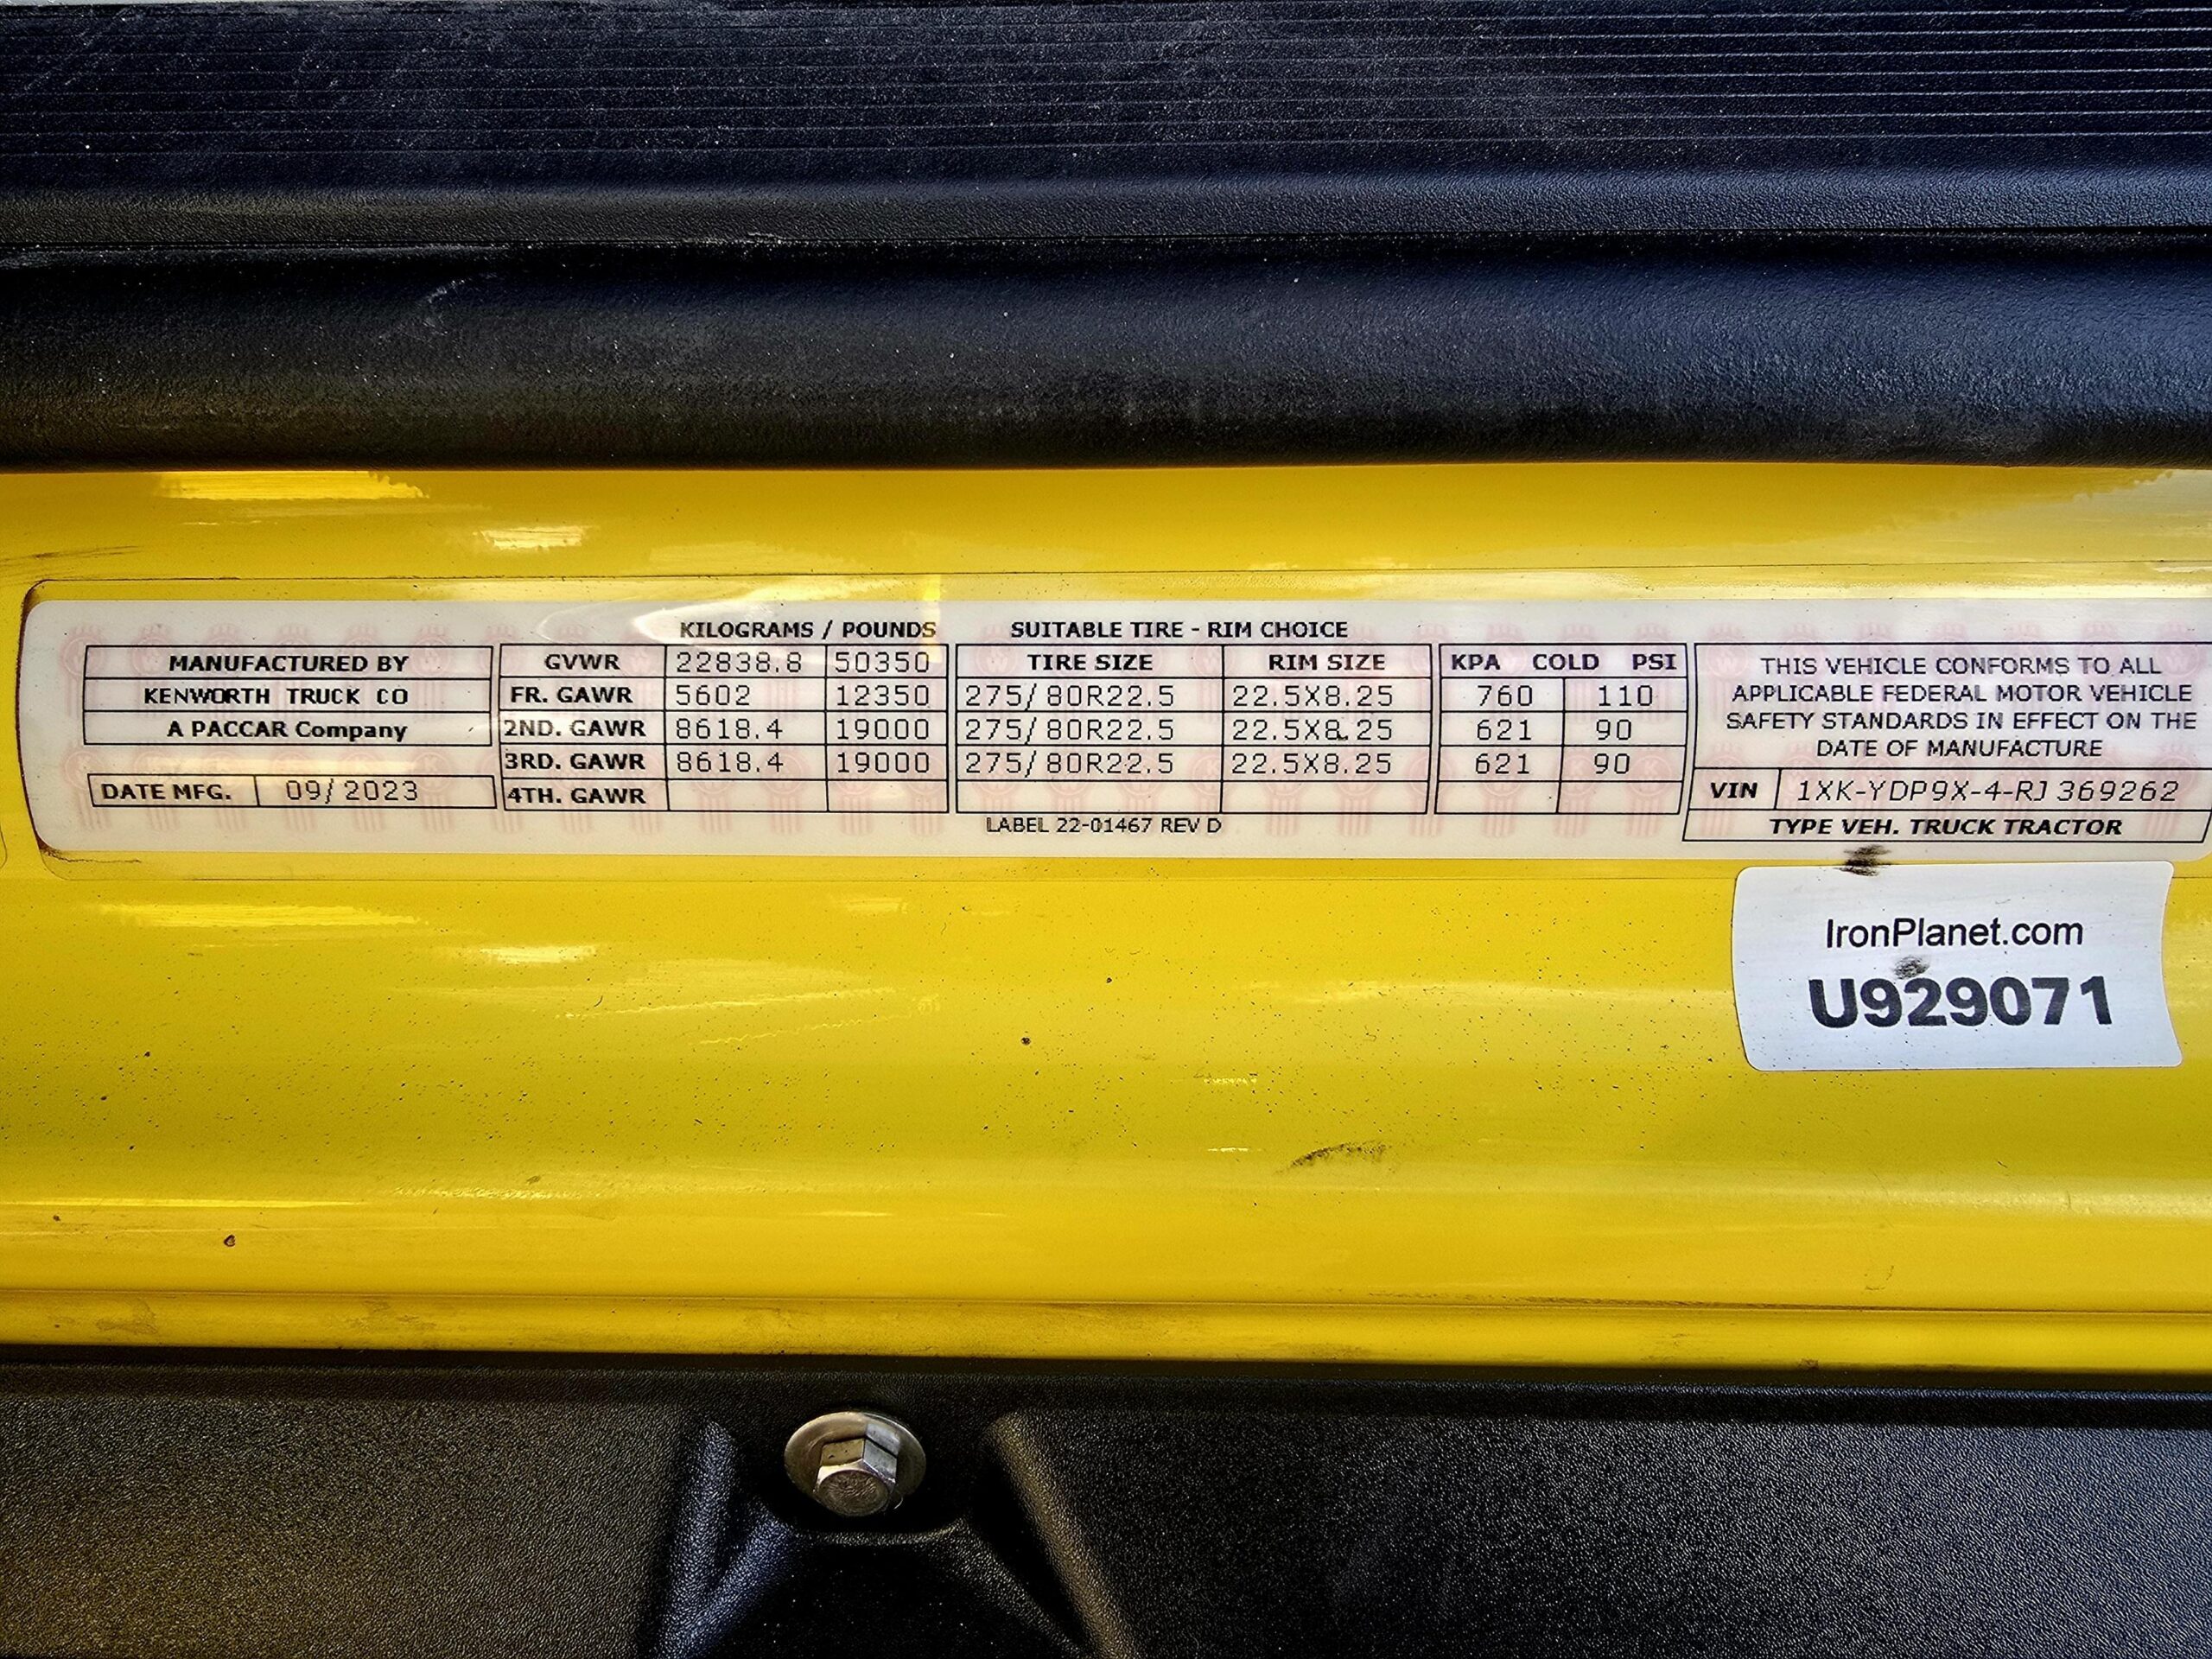 KILOGRAMS / POUNDS SUITABLE TIRE - RIM CHOICE
MANUFACTURED BY GVWR 22838.8 50350 TIRE SIZE RIM SIZE KPA COLD PSI THIS VEHICLE CONFORMS TO ALL
KENWORTH TRUCK CO FR. GAWR 5602 12350 275/80R22.5 22.5X8.25 760 110 APPLICABLE FEDERAL MOTOR VEHICLE
A PACCAR Company 2ND. GAWR 8618.4 19000 275/80R22.5 22.5X8.25 621 90 SAFETY STANDARDS IN EFFECT ON THE
3RD. GAWR 8618.4 19000 275/80R22.5 22.5X8.25 621 90 DATE OF MANUFACTURE
DATE MFG. 09/2023 4TH. GAWR VIN 1XK-YDP9X-4-RJ369262
LABEL 22-01467 REV D TYPE VEH. TRUCK TRACTOR
IronPlanet.com
U929071